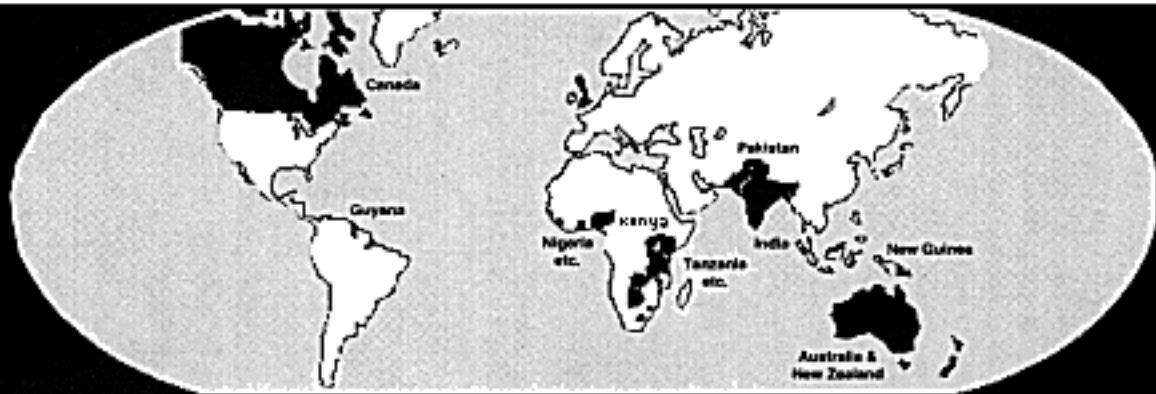 Canada
Pakistan
Guyana
Kenya
Nigeria
etc.
India
New Guinea
Tanzania
etc.
Australia &
New Zealand